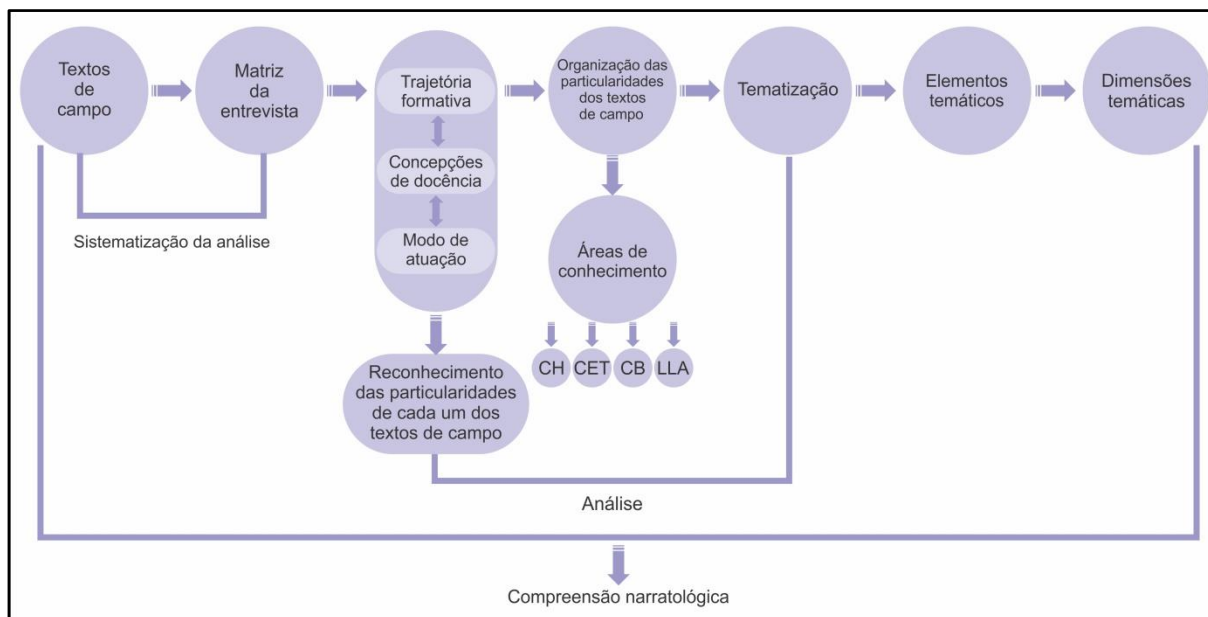 Textos
de
campo
Matriz
da
entrevista
Sistematização da análise
Trajetória
formativa
Concepções
de docência
Modo de
atuação
Reconhecimento
das particularidades
de cada um dos
textos de campo
Organização das
particularidades
dos textos
de campo
Áreas de
conhecimento
CH
CET
CB
LLA
Tematização
Análise
Elementos
temáticos
Dimensões
temáticas
Compreensão narratológica